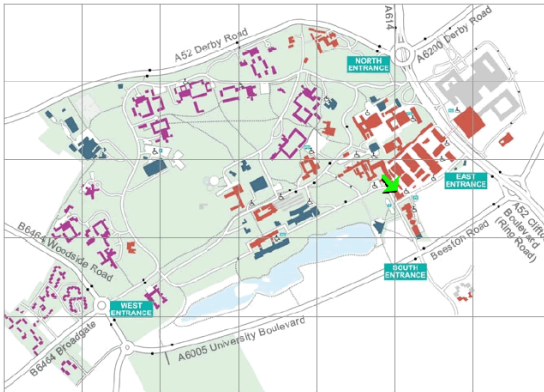 A52 Derby Road
A614
A6200 Derby Road
NORTH
ENTRANCE
EAST
ENTRANCE
A52 Clifton
Boulevard
(Ring Road)
Beeston Road
SOUTH
ENTRANCE
B6464 Woodside Road
WEST
ENTRANCE
A6005 University Boulevard
B6464 Broadgate